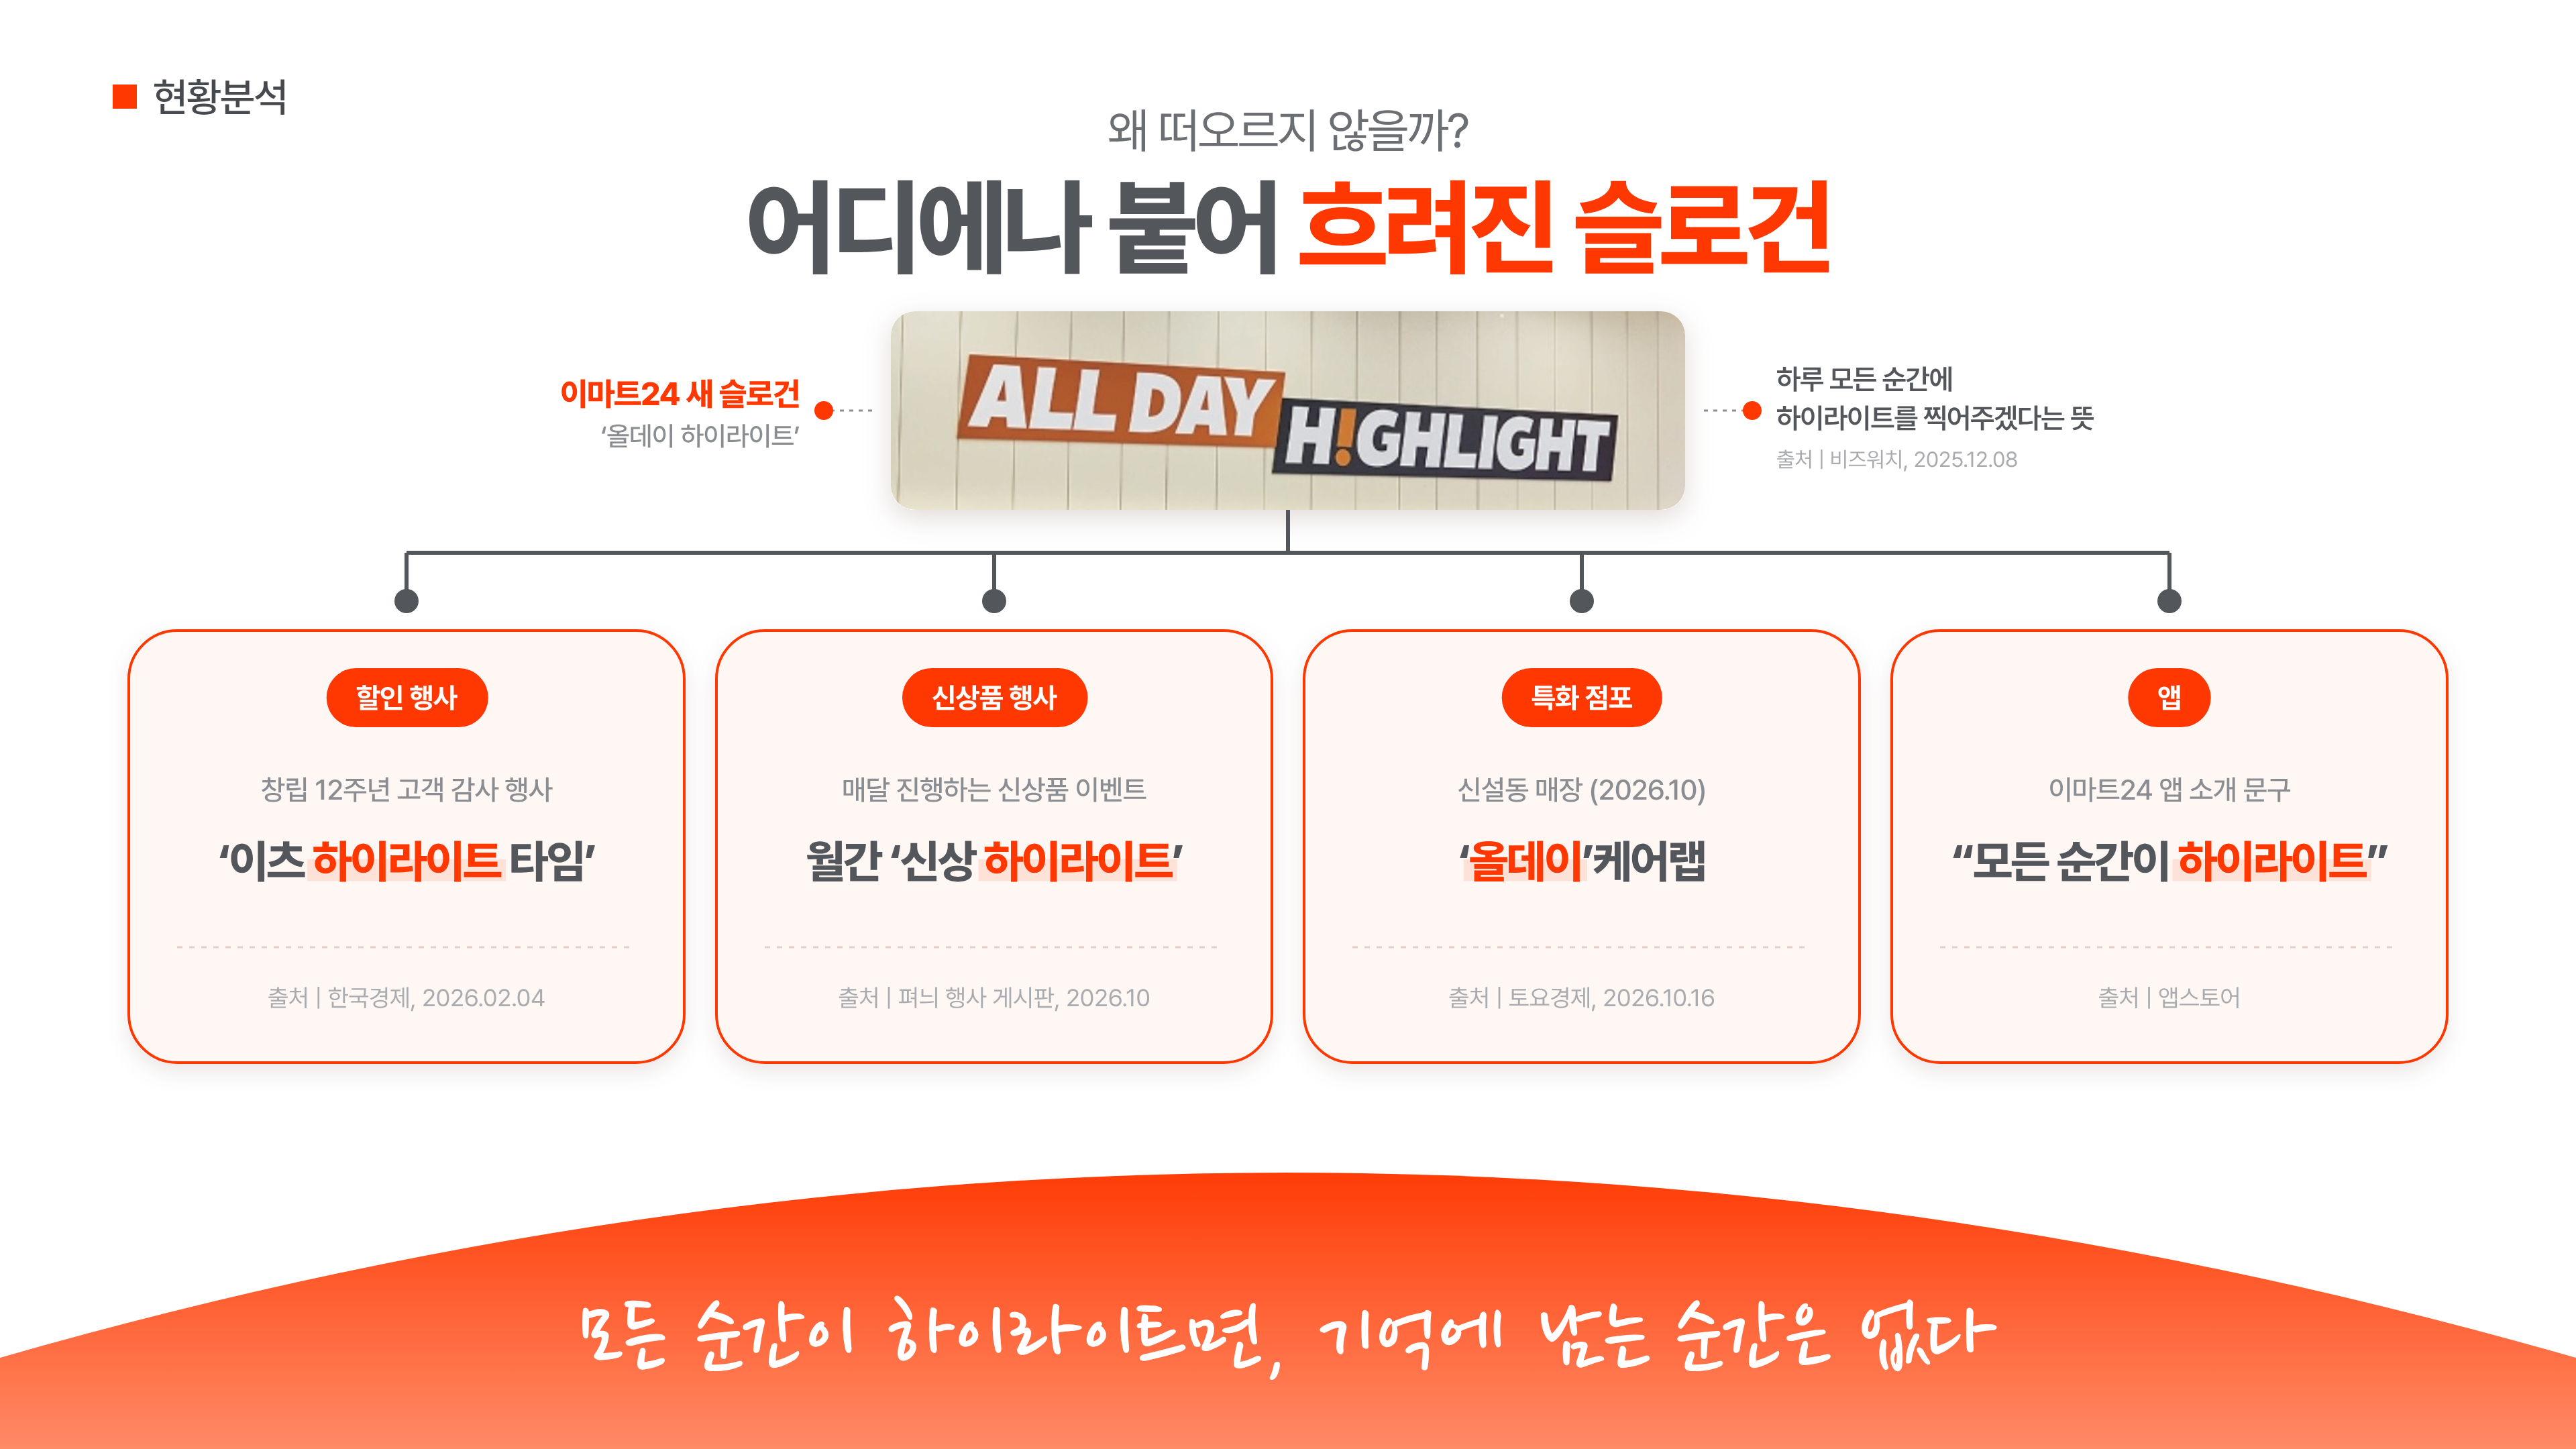 현황분석
왜 떠오르지 않을까?
어디에나 붙어 흐려진 슬로건
이마트24 새 슬로건
‘올데이 하이라이트’
ALL DAY
H!GHLIGHT
하루 모든 순간에
하이라이트를 찍어주겠다는 뜻
출처 | 비즈워치, 2025.12.08
할인 행사
창립 12주년 고객 감사 행사
‘이츠 하이라이트 타임’
출처 | 한국경제, 2026.02.04
신상품 행사
매달 진행하는 신상품 이벤트
월간 ‘신상 하이라이트’
출처 | 펴늬 행사 게시판, 2026.10
특화 점포
신설동 매장 (2026.10)
‘올데이’케어랩
출처 | 토요경제, 2026.10.16
앱
이마트24 앱 소개 문구
“모든 순간이 하이라이트”
출처 | 앱스토어
모든 순간이 하이라이트면, 기억에 남는 순간은 없다